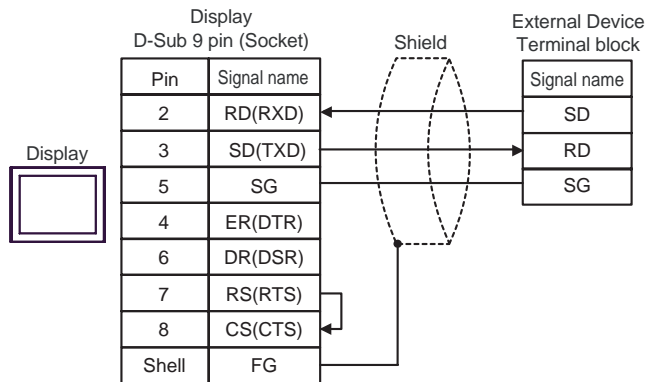 Display
D-Sub 9 pin (Socket)
Shield
External Device
Terminal block
Pin Signal name
Signal name
2 RD(RXD)
SD
3 SD(TXD)
RD
Display
5 SG
SG
4 ER(DTR)
6 DR(DSR)
7 RS(RTS)
8 CS(CTS)
Shell FG